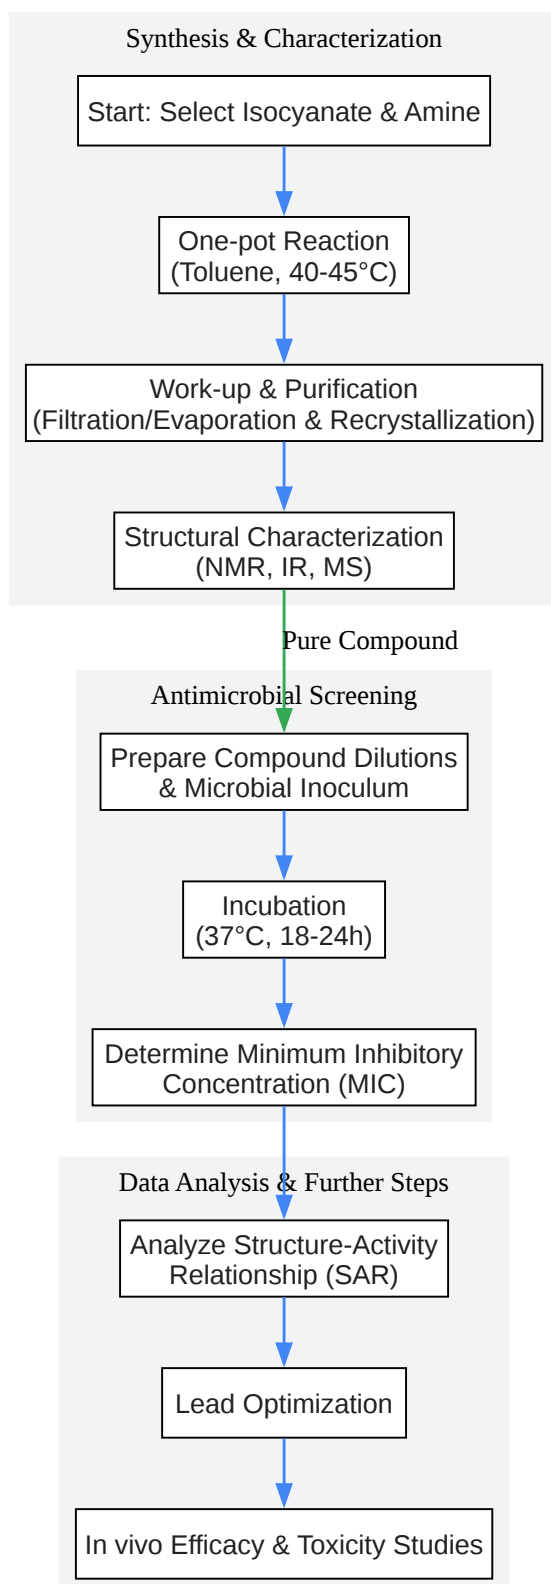 Synthesis & Characterization
Start: Select Isocyanate & Amine
One-pot Reaction
(Toluene, 40-45°C)
Work-up & Purification
(Filtration/Evaporation & Recrystallization)
Structural Characterization
(NMR, IR, MS)
Pure Compound
Antimicrobial Screening
Prepare Compound Dilutions
& Microbial Inoculum
Incubation
(37°C, 18-24h)
Determine Minimum Inhibitory
Concentration (MIC)
Data Analysis & Further Steps
Analyze Structure-Activity
Relationship (SAR)
Lead Optimization
In vivo Efficacy & Toxicity Studies